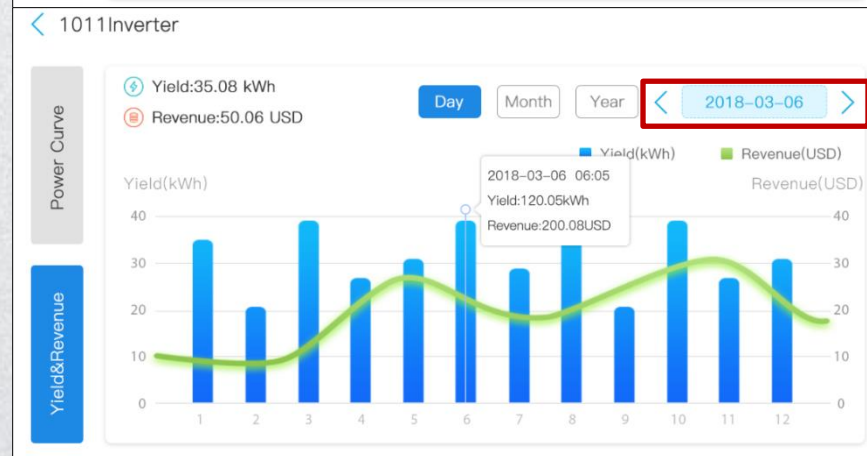 1011Inverter
Power Curve
Yield&Revenue
Yield:35.08 kWh
Revenue:50.06 USD
Day Month Year 2018-03-06
Yield(kWh) Revenue(USD)
Yield(kWh) Revenue(USD)
2018-03-06 06:05
Yield:120.05kWh
Revenue:200.08USD
40 40
30 30
20 20
10 10
0 0
1 2 3 4 5 6 7 8 9 10 11 12